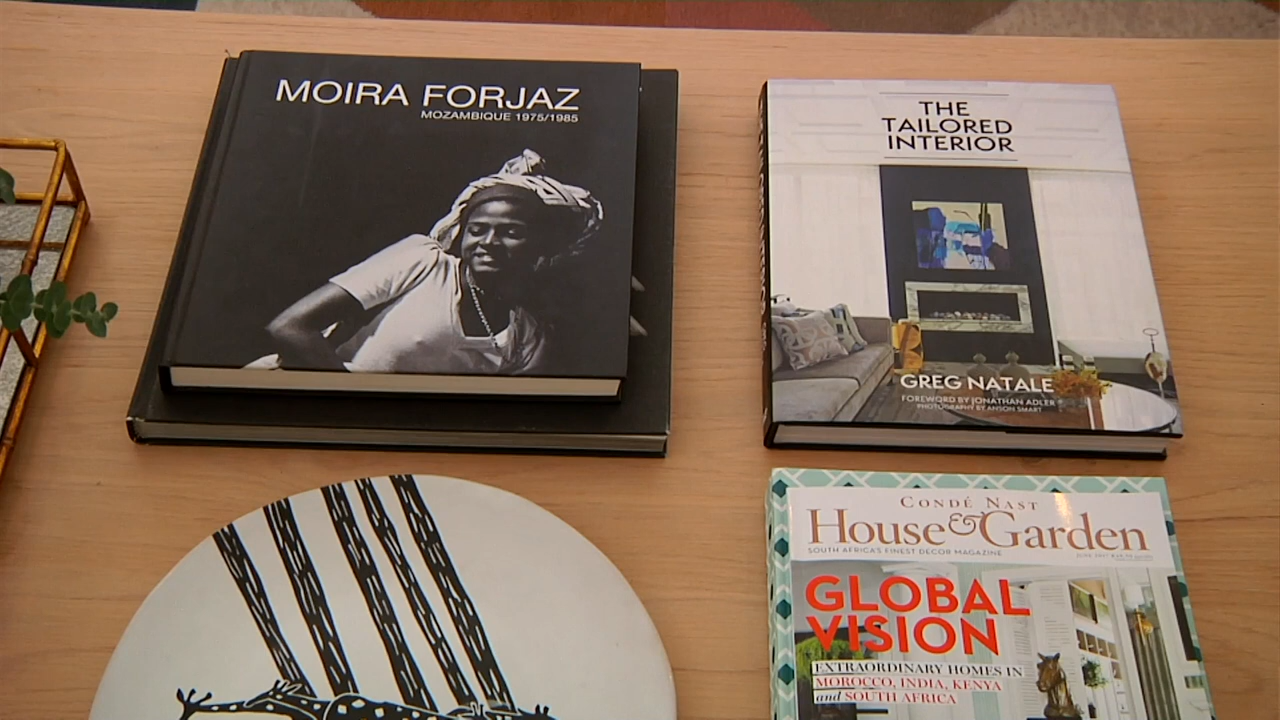 MOIRA FORJAZ
MOZAMBIQUE 1975/1985
THE
TAILORED
INTERIOR
GREG NATALE
FOREWORD BY JONATHAN ADLER
PHOTOGRAPHY BY ANSON SMART
CONDÉ NAST
House & Garden
SOUTH AFRICA'S FINEST DECOR MAGAZINE
GLOBAL
VISION
EXTRAORDINARY HOMES IN
MOROCCO, INDIA, KENYA
and SOUTH AFRICA